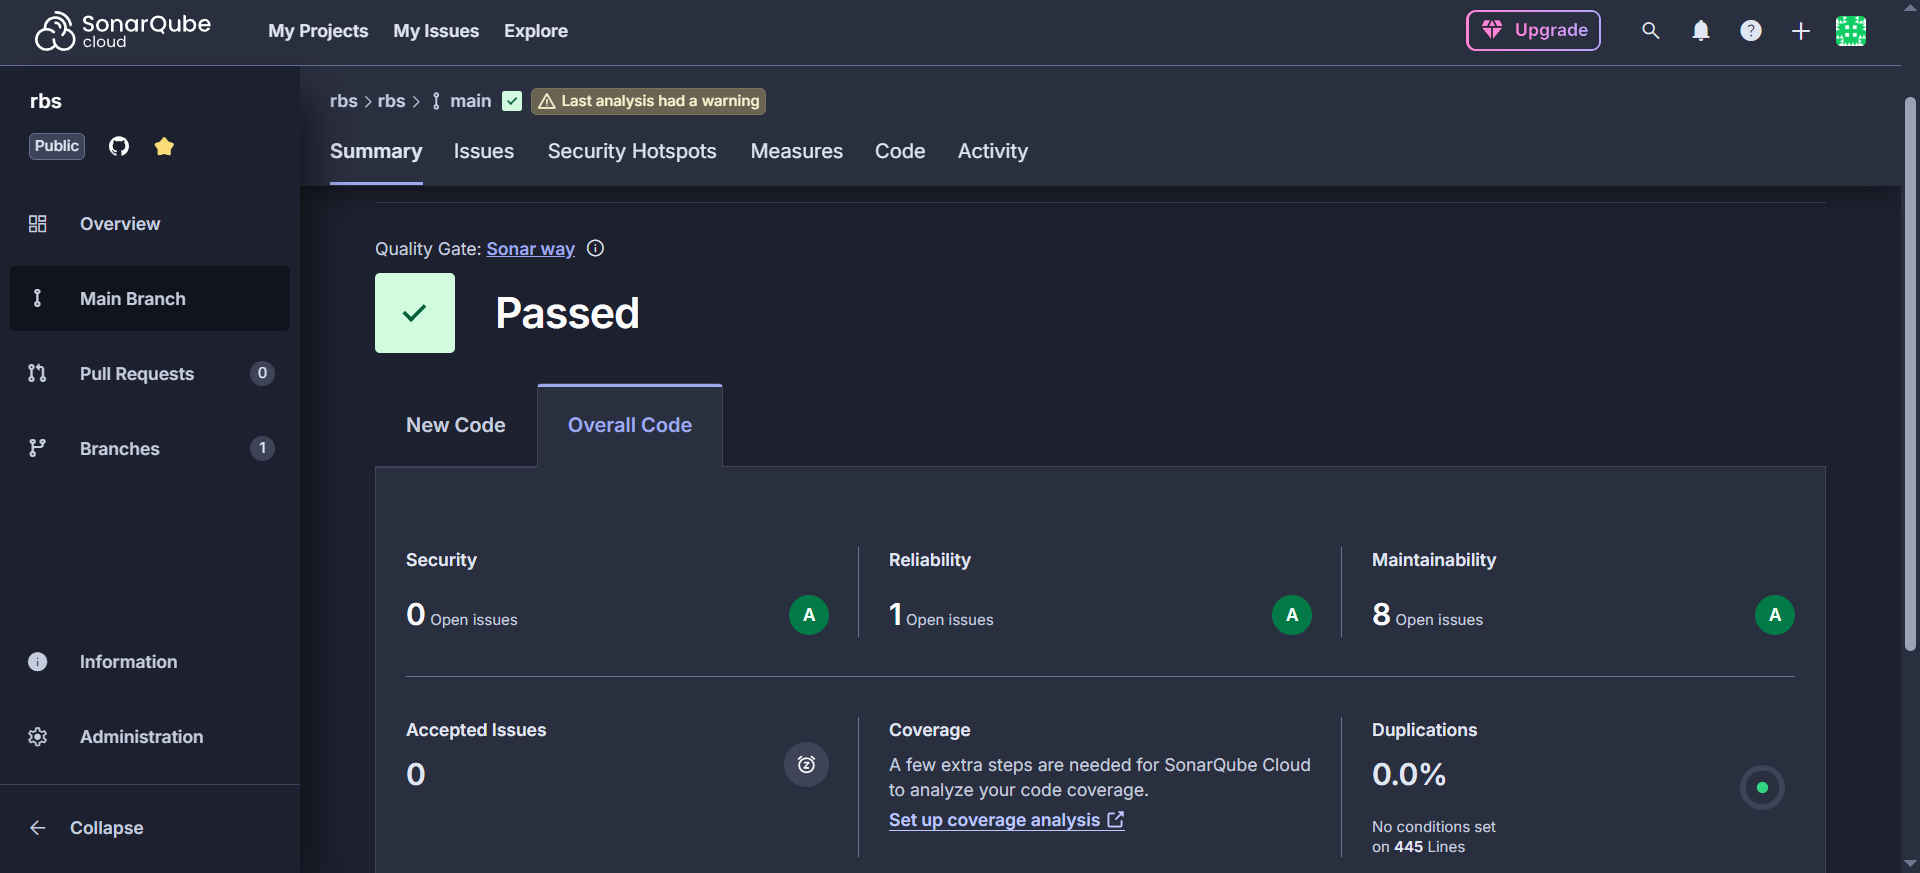 SonarQube cloud
My Projects My Issues Explore
Upgrade
rbs
Public
Overview
Main Branch
Pull Requests 0
Branches 1
Information
Administration
Collapse
rbs > rbs > main Last analysis had a warning
Summary Issues Security Hotspots Measures Code Activity
Quality Gate: Sonar way
Passed
New Code Overall Code
Security
0 Open issues A
Reliability
1 Open issues A
Maintainability
8 Open issues A
Accepted Issues
0
Coverage
A few extra steps are needed for SonarQube Cloud
to analyze your code coverage.
Set up coverage analysis
Duplications
0.0%
No conditions set
on 445 Lines